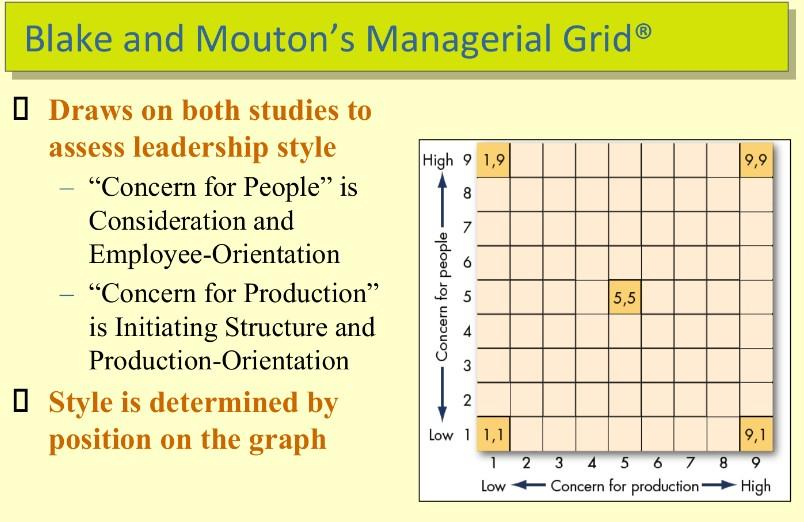 Blake and Mouton’s Managerial Grid®
Draws on both studies to
assess leadership style
– “Concern for People” is
Consideration and
Employee-Orientation
– “Concern for Production”
is Initiating Structure and
Production-Orientation
Style is determined by
position on the graph
High 9 1,9 9,9
8
7
6
Concern for people
5 5,5
4
3
2
Low 1 1,1 9,1
1 2 3 4 5 6 7 8 9
Low Concern for production High